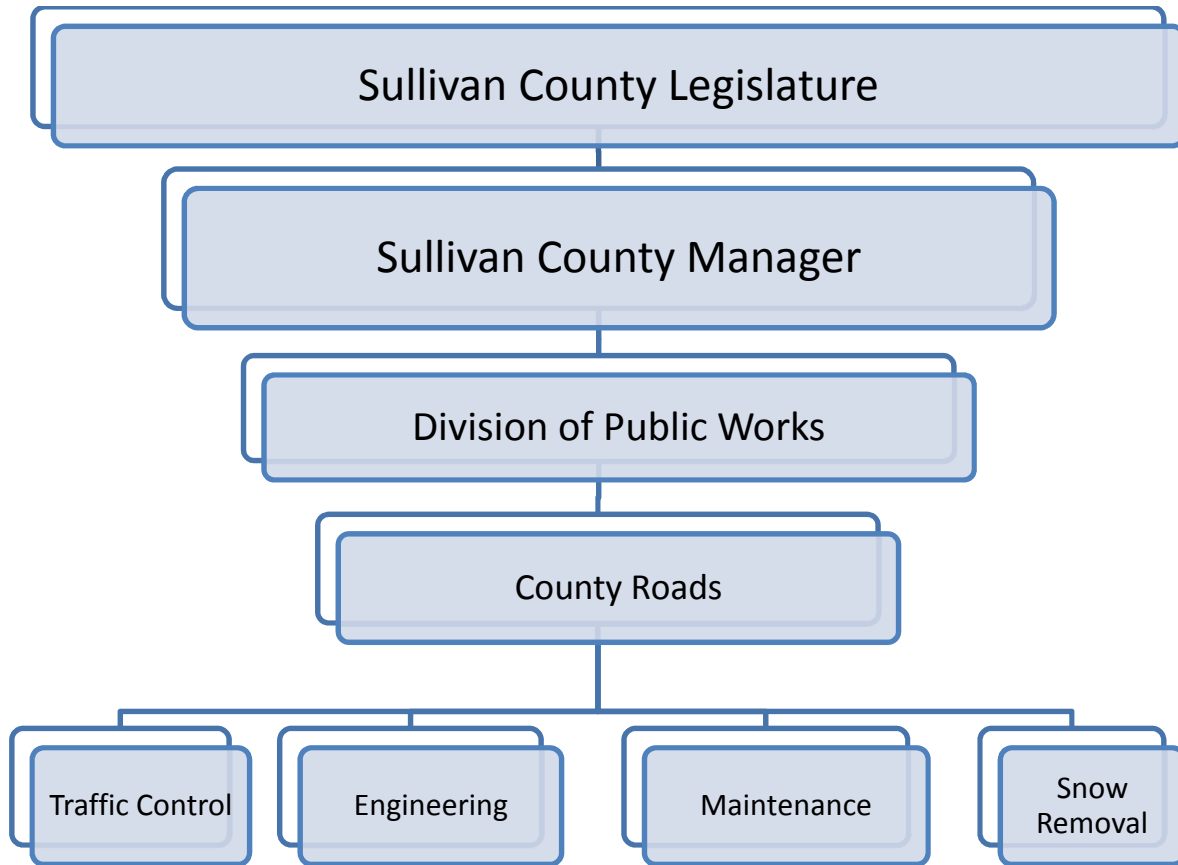 Sullivan County Legislature
Sullivan County Manager
Division of Public Works
County Roads
Traffic Control
Engineering
Maintenance
Snow
Removal